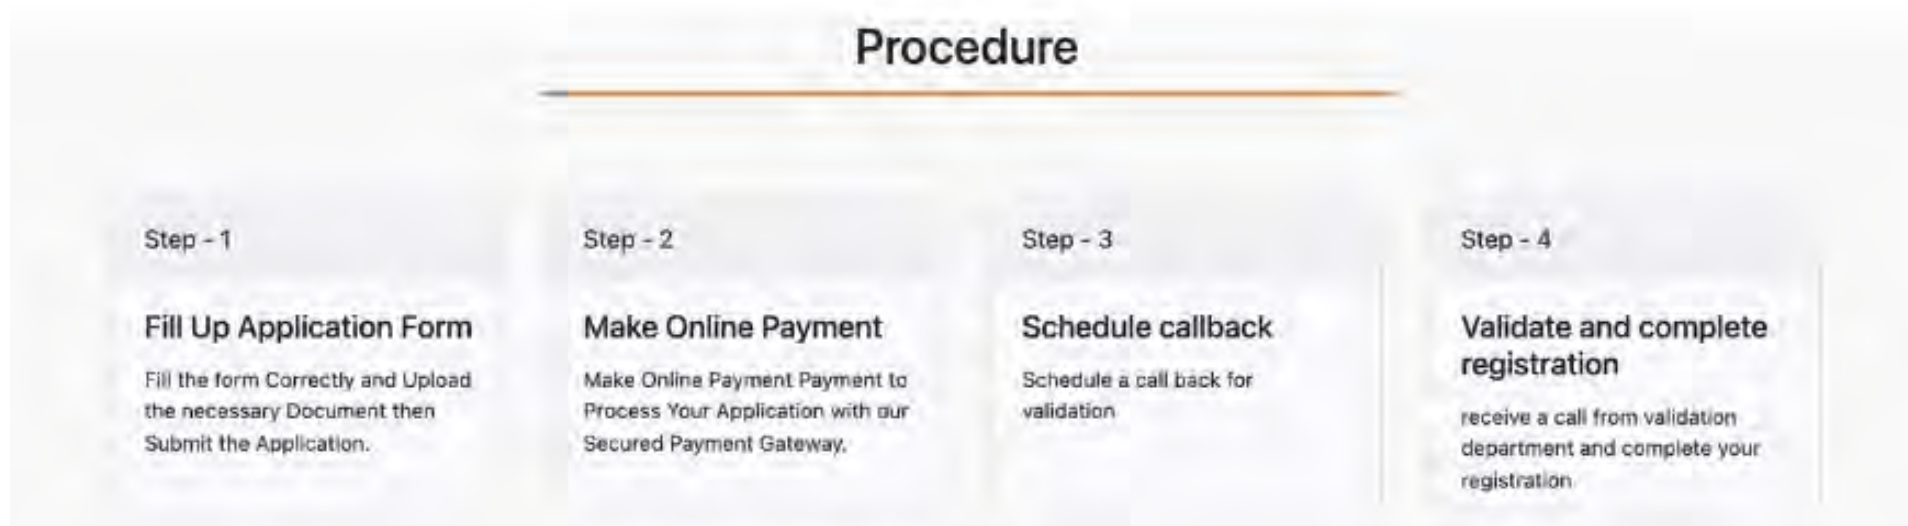 Procedure
Step - 1
Fill Up Application Form
Fill the form Correctly and Upload
the necessary Document then
Submit the Application.
Step - 2
Make Online Payment
Make Online Payment Payment to
Process Your Application with our
Secured Payment Gateway.
Step - 3
Schedule callback
Schedule a call back for
validation
Step - 4
Validate and complete
registration
receive a call from validation
department and complete your
registration